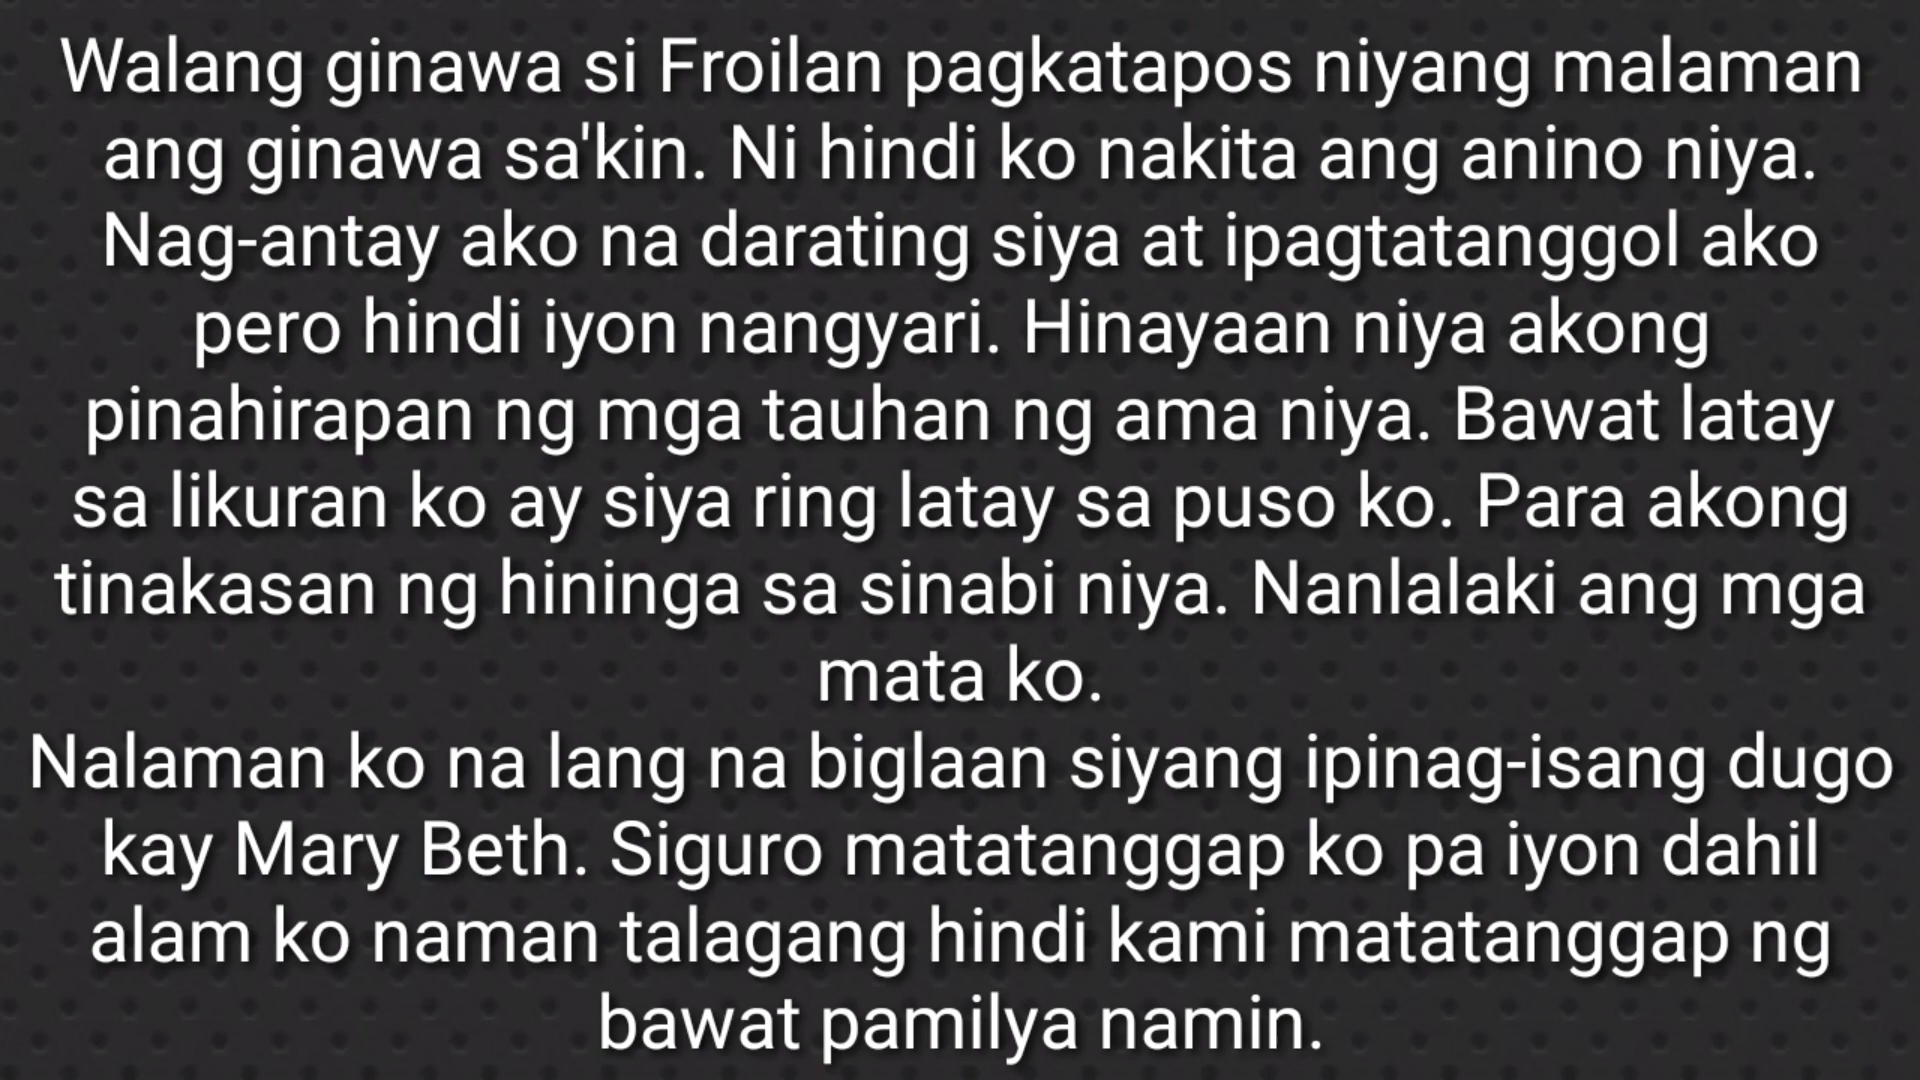 Walang ginawa si Froilan pagkatapos niyang malaman
ang ginawa sa'kin. Ni hindi ko nakita ang anino niya.
Nag-antay ako na darating siya at ipagtatanggol ako
pero hindi iyon nangyari. Hinayaan niya akong
pinahirapan ng mga tauhan ng ama niya. Bawat latay
sa likuran ko ay siya ring latay sa puso ko. Para akong
tinakasan ng hininga sa sinabi niya. Nanlalaki ang mga
mata ko.
Nalaman ko na lang na biglaan siyang ipinag-isang dugo
kay Mary Beth. Siguro matatanggap ko pa iyon dahil
alam ko naman talagang hindi kami matatanggap ng
bawat pamilya namin.